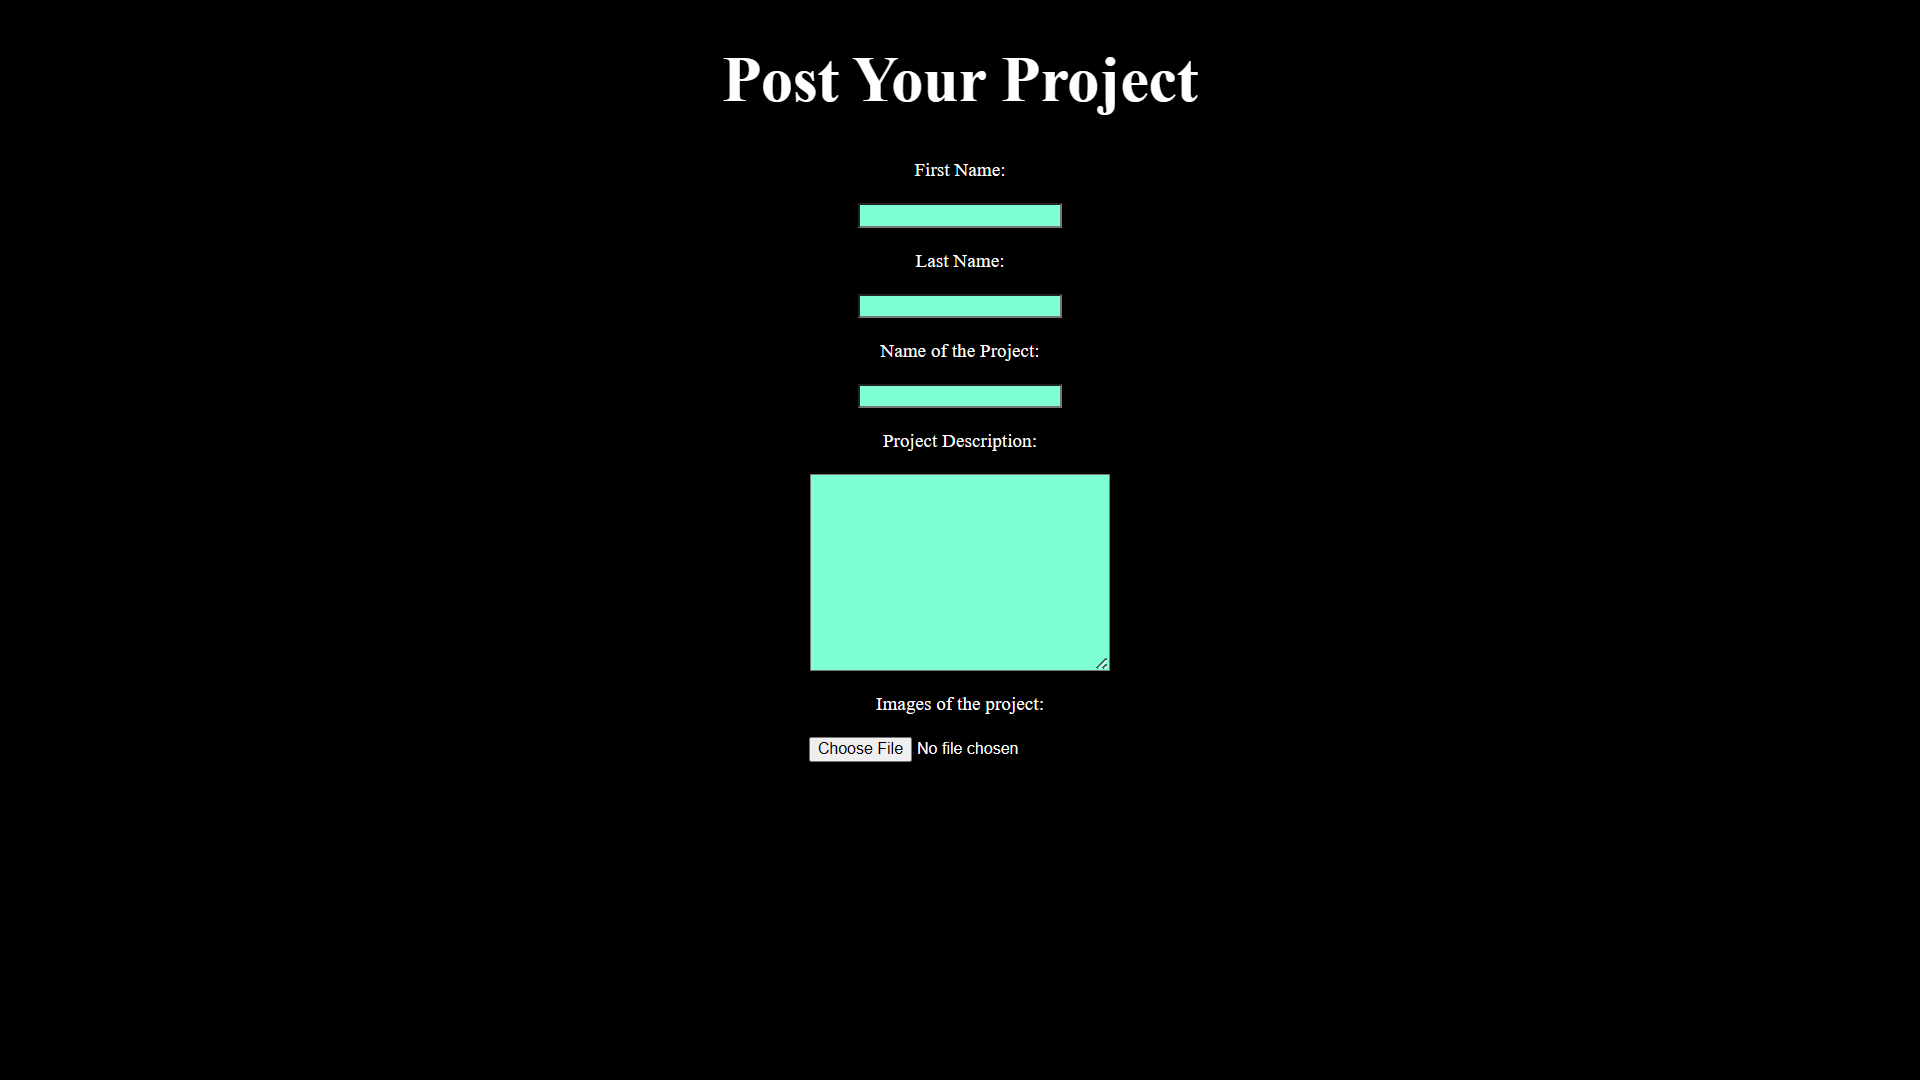 Post Your Project
First Name:
Last Name:
Name of the Project:
Project Description:
Images of the project:
Choose File No file chosen